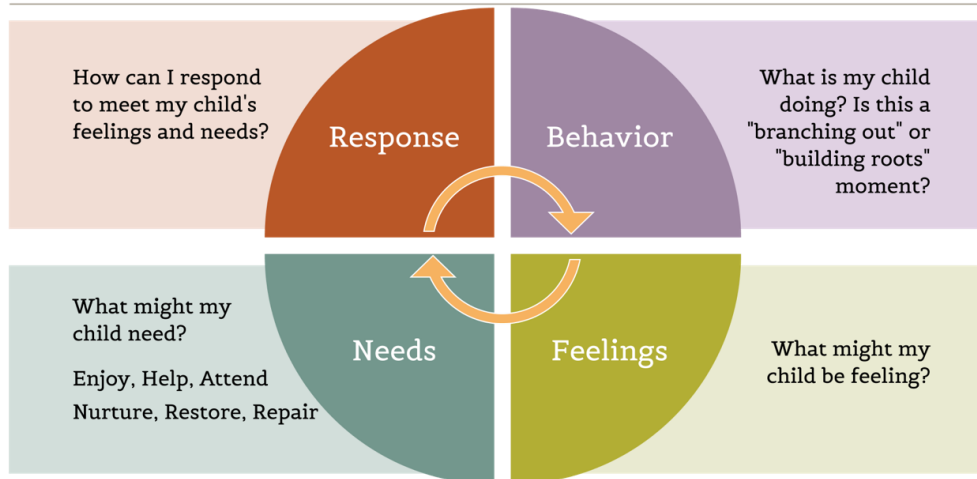 How can I respond
to meet my child's
feelings and needs?
Response
Behavior
What is my child
doing? Is this a
"branching out" or
"building roots"
moment?
What might my
child need?
Enjoy, Help, Attend
Nurture, Restore, Repair
Needs
Feelings
What might my
child be feeling?